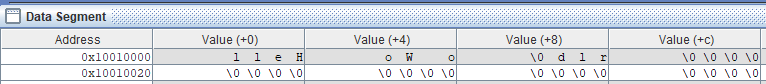 Data Segment
Address Value (+0) Value (+4) Value (+8) Value (+c)
0x10010000 l l e H o W o \0 d l r \0 \0 \0 \0
0x10010020 \0 \0 \0 \0 \0 \0 \0 \0 \0 \0 \0 \0 \0 \0 \0 \0